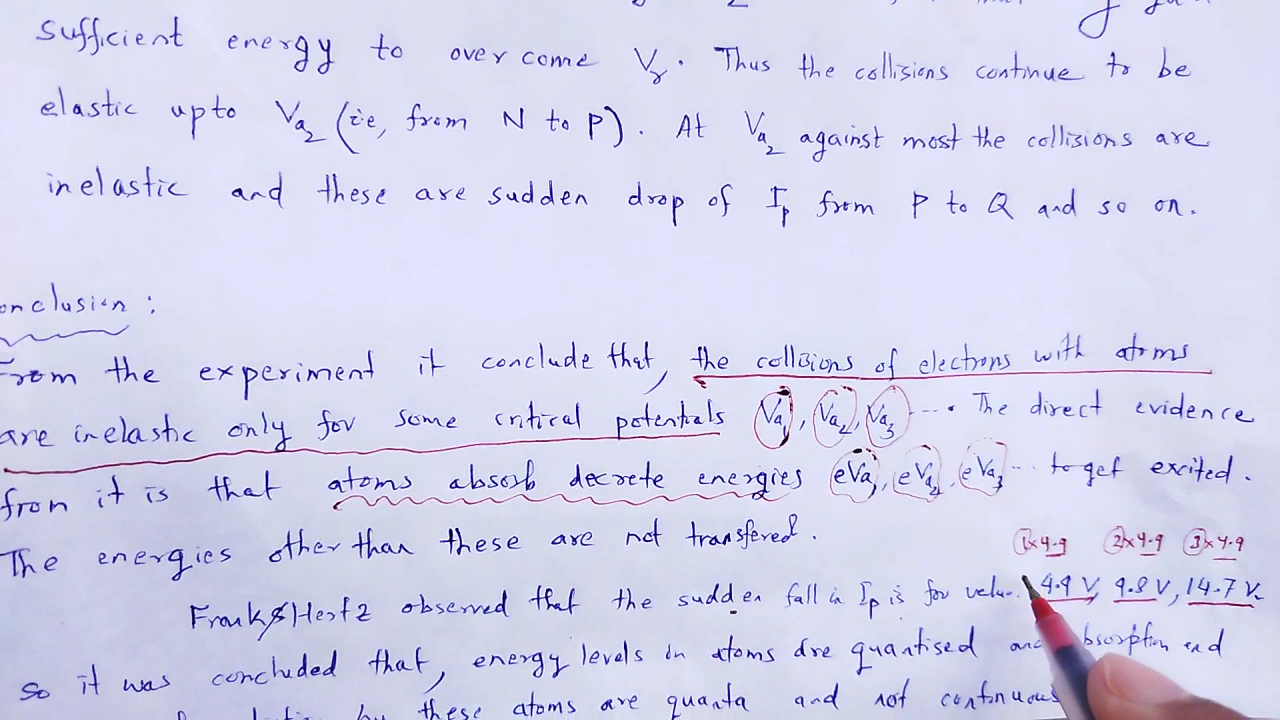 sufficient energy to over come Vr. Thus the collisions continue to be
elastic upto Va2 (ie, from N to P). At Va2 against most the collisions are
inelastic and these are sudden drop of Ip from P to Q and so on.
onclusion :
From the experiment it conclude that, the collisions of electrons with atoms
are inelastic only for some critical potentials Va1, Va2, Va3 .... The direct evidence
from it is that atoms absorb decrete energies eVa1, eVa2, eVa3 ... to get excited.
The energies other than these are not transfered.
①x4.9 ②x4.9 ③x4.9
Frank & Hertz observed that the sudden fall in Ip is for value. 4.9 V, 9.8 V, 14.7 V.
So it was concluded that, energy levels in atoms are quantised and absorption and
by these atoms are quanta and not continuous